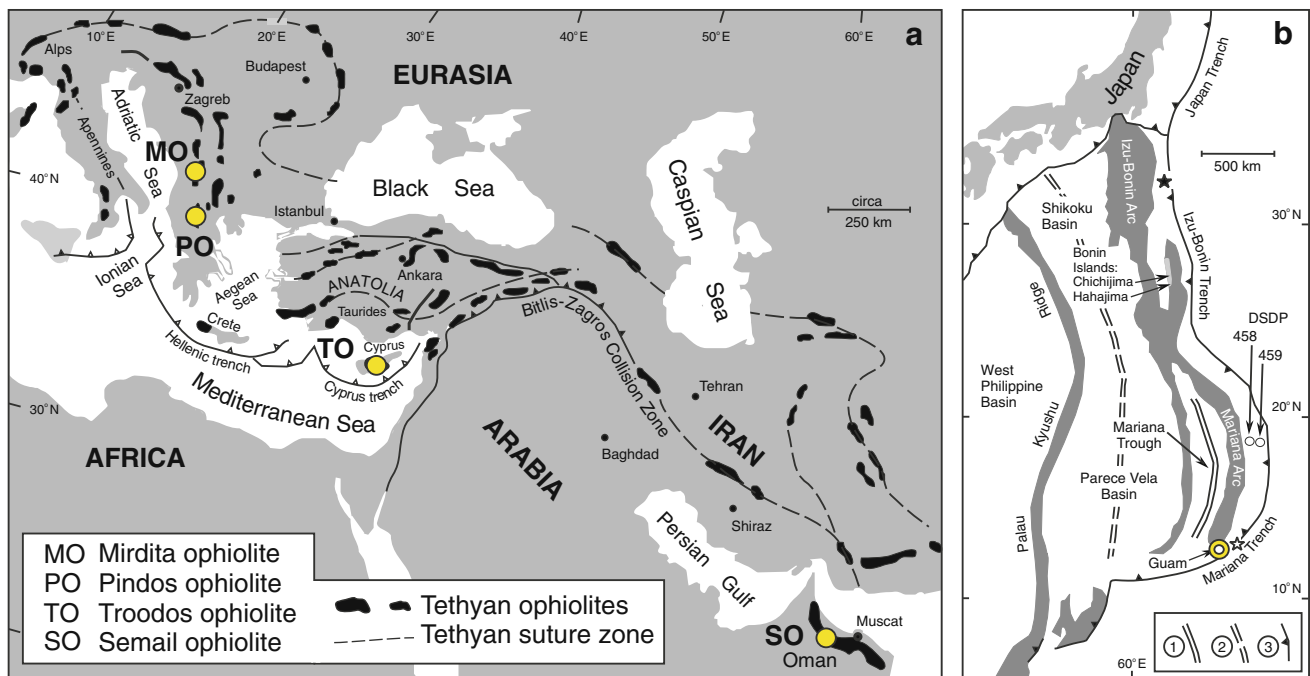 a
10°E
20°E
30°E
40°E
50°E
60°E
Alps
Budapest
EURASIA
Zagreb
Adriatic
Sea
Apennines
MO
40°N
PO
Ionian
Sea
Istanbul
Black Sea
Caspian
Sea
circa
250 km
Aegean
Sea
Ankara
ANATOLIA
Taurides
Crete
Hellenic trench
TO
Cyprus
Cyprus trench
Bitlis-Zagros Collision Zone
Mediterranean Sea
30°N
AFRICA
ARABIA
Tehran
IRAN
Baghdad
Shiraz
Persian
Gulf
SO
Muscat
Oman
MO Mirdita ophiolite
PO Pindos ophiolite
TO Troodos ophiolite
SO Semail ophiolite
Tethyan ophiolites
Tethyan suture zone
b
Japan
Japan Trench
500 km
Izu-Bonin Arc
Shikoku
Basin
30°N
Izu-Bonin Trench
Bonin
Islands:
Chichijima
Hahajima
DSDP
458
459
Ridge
West
Philippine
Basin
20°N
Kyushu
Mariana
Trough
Mariana Arc
Parece Vela
Basin
Palau
Guam
Mariana Trench
10°N
60°E
1
2
3